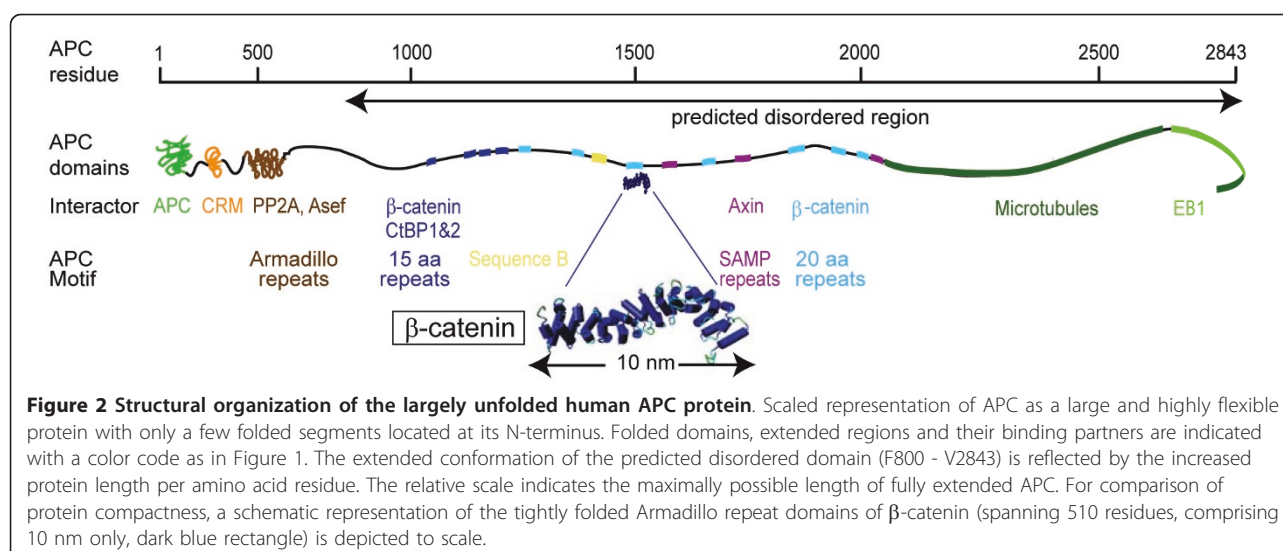 APC residue
1 500 1000 1500 2000 2500 2843
predicted disordered region
APC domains
Interactor APC CRM PP2A, Asef β-catenin CtBP1&2 Axin β-catenin Microtubules EB1
APC Motif Armadillo repeats 15 aa repeats Sequence B SAMP repeats 20 aa repeats
β-catenin
10 nm
Figure 2 Structural organization of the largely unfolded human APC protein. Scaled representation of APC as a large and highly flexible
protein with only a few folded segments located at its N-terminus. Folded domains, extended regions and their binding partners are indicated
with a color code as in Figure 1. The extended conformation of the predicted disordered domain (F800 - V2843) is reflected by the increased
protein length per amino acid residue. The relative scale indicates the maximally possible length of fully extended APC. For comparison of
protein compactness, a schematic representation of the tightly folded Armadillo repeat domains of β-catenin (spanning 510 residues, comprising
10 nm only, dark blue rectangle) is depicted to scale.